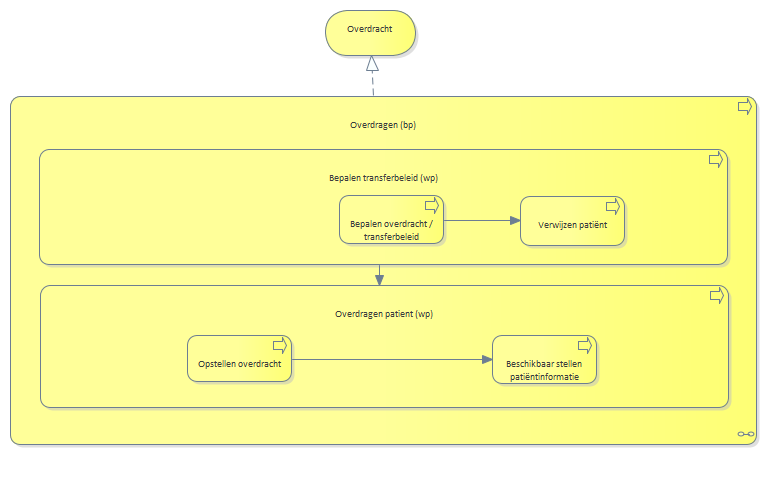 Overdracht
Overdragen (bp)
Bepalen transferbeleid (wp)
Bepalen overdracht /
transferbeleid
Verwijzen patiënt
Overdragen patient (wp)
Opstellen overdracht
Beschikbaar stellen
patiëntinformatie